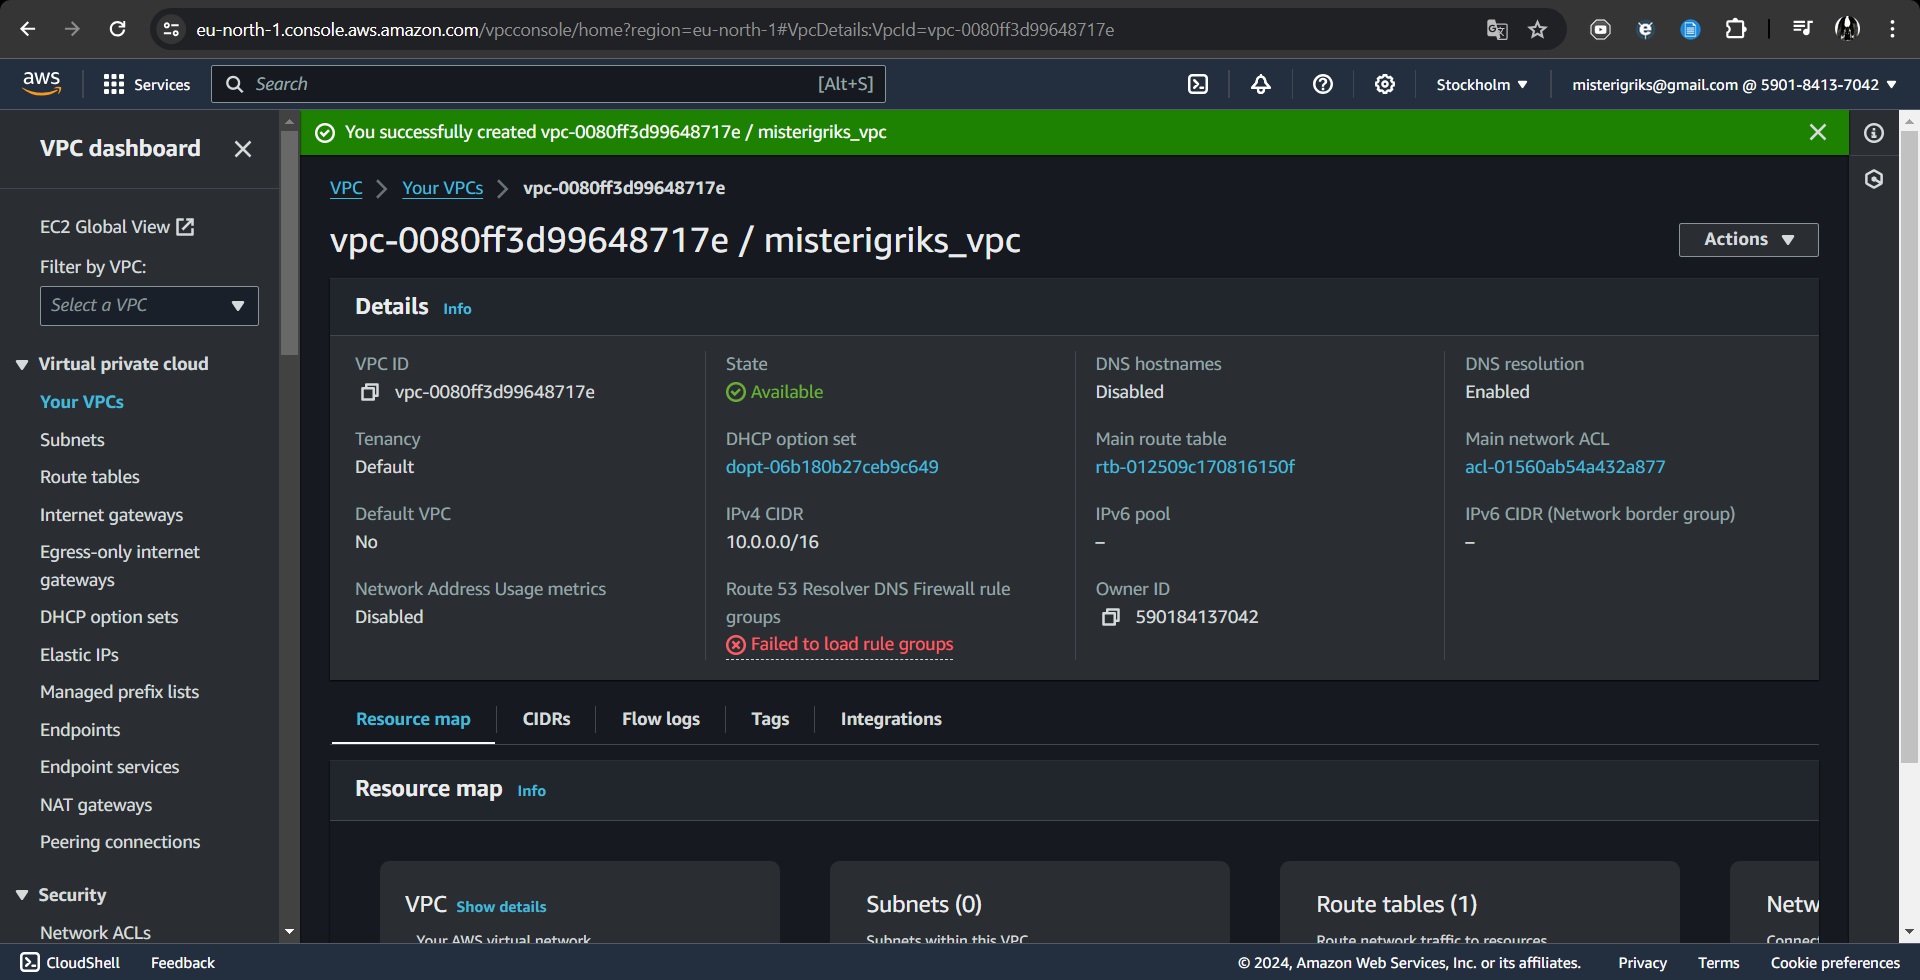 eu-north-1.console.aws.amazon.com/vpcconsole/home?region=eu-north-1#VpcDetails:VpcId=vpc-0080ff3d99648717e
aws
Services
Search
[Alt+S]
Stockholm
misterigriks@gmail.com @ 5901-8413-7042
VPC dashboard
EC2 Global View
Filter by VPC:
Select a VPC
Virtual private cloud
Your VPCs
Subnets
Route tables
Internet gateways
Egress-only internet
gateways
DHCP option sets
Elastic IPs
Managed prefix lists
Endpoints
Endpoint services
NAT gateways
Peering connections
Security
Network ACLs
You successfully created vpc-0080ff3d99648717e / misterigriks_vpc
VPC
Your VPCs
vpc-0080ff3d99648717e
vpc-0080ff3d99648717e / misterigriks_vpc
Actions
Details Info
VPC ID
vpc-0080ff3d99648717e
State
Available
DNS hostnames
Disabled
DNS resolution
Enabled
Tenancy
Default
DHCP option set
dopt-06b180b27ceb9c649
Main route table
rtb-012509c170816150f
Main network ACL
acl-01560ab54a432a877
Default VPC
No
IPv4 CIDR
10.0.0.0/16
IPv6 pool
–
IPv6 CIDR (Network border group)
–
Network Address Usage metrics
Disabled
Route 53 Resolver DNS Firewall rule
groups
Failed to load rule groups
Owner ID
590184137042
Resource map
CIDRs
Flow logs
Tags
Integrations
Resource map Info
VPC Show details
Your AWS virtual network
Subnets (0)
Subnets within this VPC
Route tables (1)
Route network traffic to resources
Netw
Connect
CloudShell
Feedback
© 2024, Amazon Web Services, Inc. or its affiliates.
Privacy
Terms
Cookie preferences